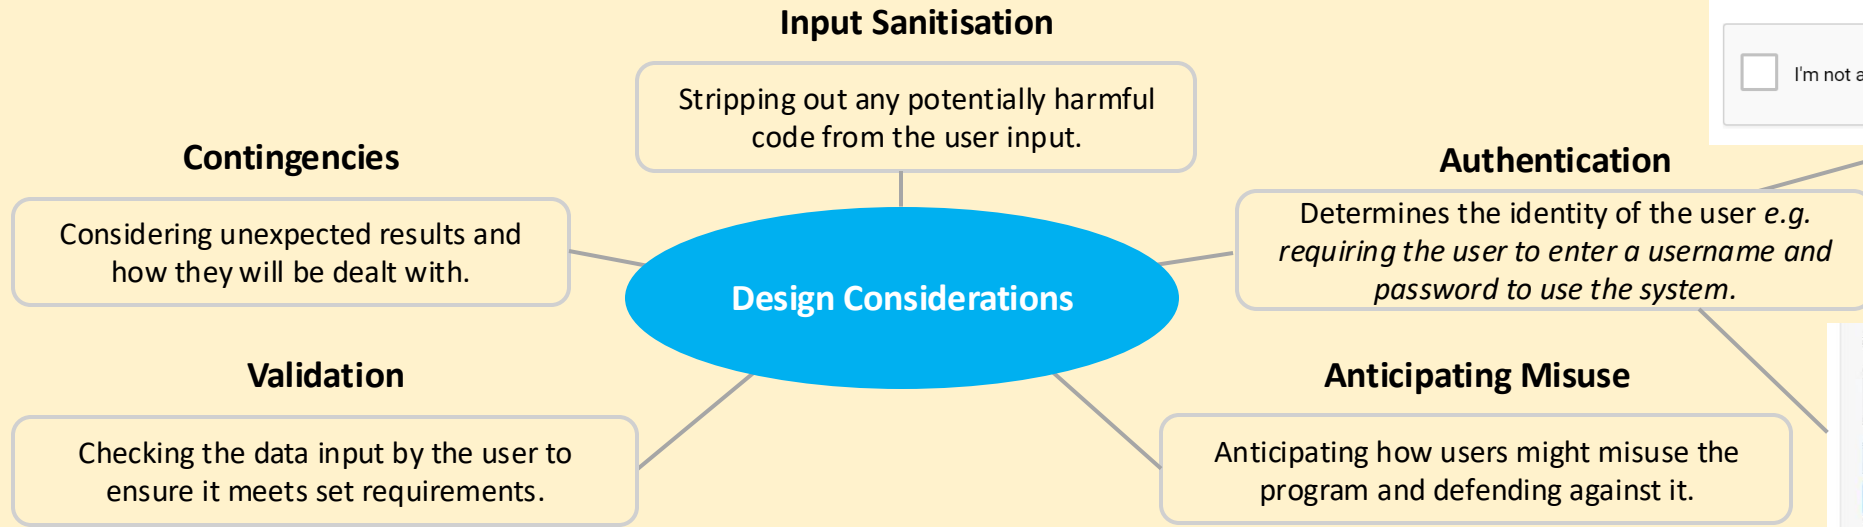 Input Sanitisation
Stripping out any potentially harmful
code from the user input.
I'm not a
Contingencies
Considering unexpected results and
how they will be dealt with.
Authentication
Determines the identity of the user e.g.
requiring the user to enter a username and
password to use the system.
Design Considerations
Validation
Checking the data input by the user to
ensure it meets set requirements.
Anticipating Misuse
Anticipating how users might misuse the
program and defending against it.